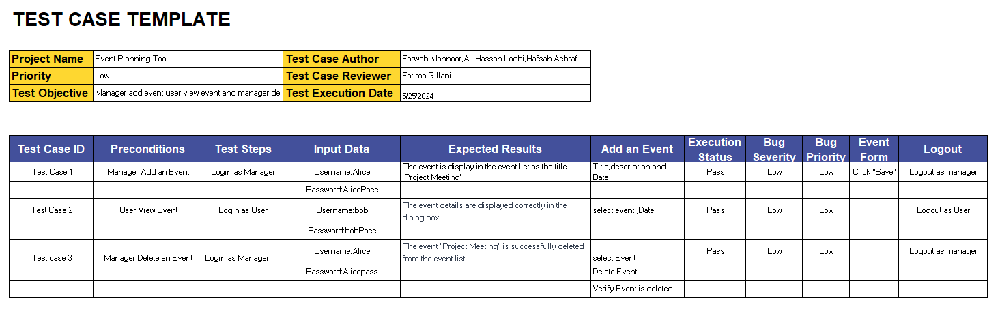 TEST CASE TEMPLATE
Project Name Event Planning Tool Test Case Author Farwah Mahnoor,Ali Hassan Lodhi,Hafsah Ashraf
Priority Low Test Case Reviewer Fatima Gillani
Test Objective Manager add event user view event and manager del Test Execution Date 5/25/2024
Test Case ID Preconditions Test Steps Input Data Expected Results Add an Event Execution Status Bug Severity Bug Priority Event Form Logout
Test Case 1 Manager Add an Event Login as Manager Username:Alice The event is display in the event list as the title 'Project Meeting' Title,description and Date Pass Low Low Click "Save" Logout as manager
Password:AlicePass
Test Case 2 User View Event Login as User Username:bob The event details are displayed correctly in the dialog box. select event ,Date Pass Low Low Logout as User
Password:bobPass
Test case 3 Manager Delete an Event Login as Manager Username:Alice The event "Project Meeting" is successfully deleted from the event list. select Event Pass Low Low Logout as manager
Password:Alicepass Delete Event
Verify Event is deleted